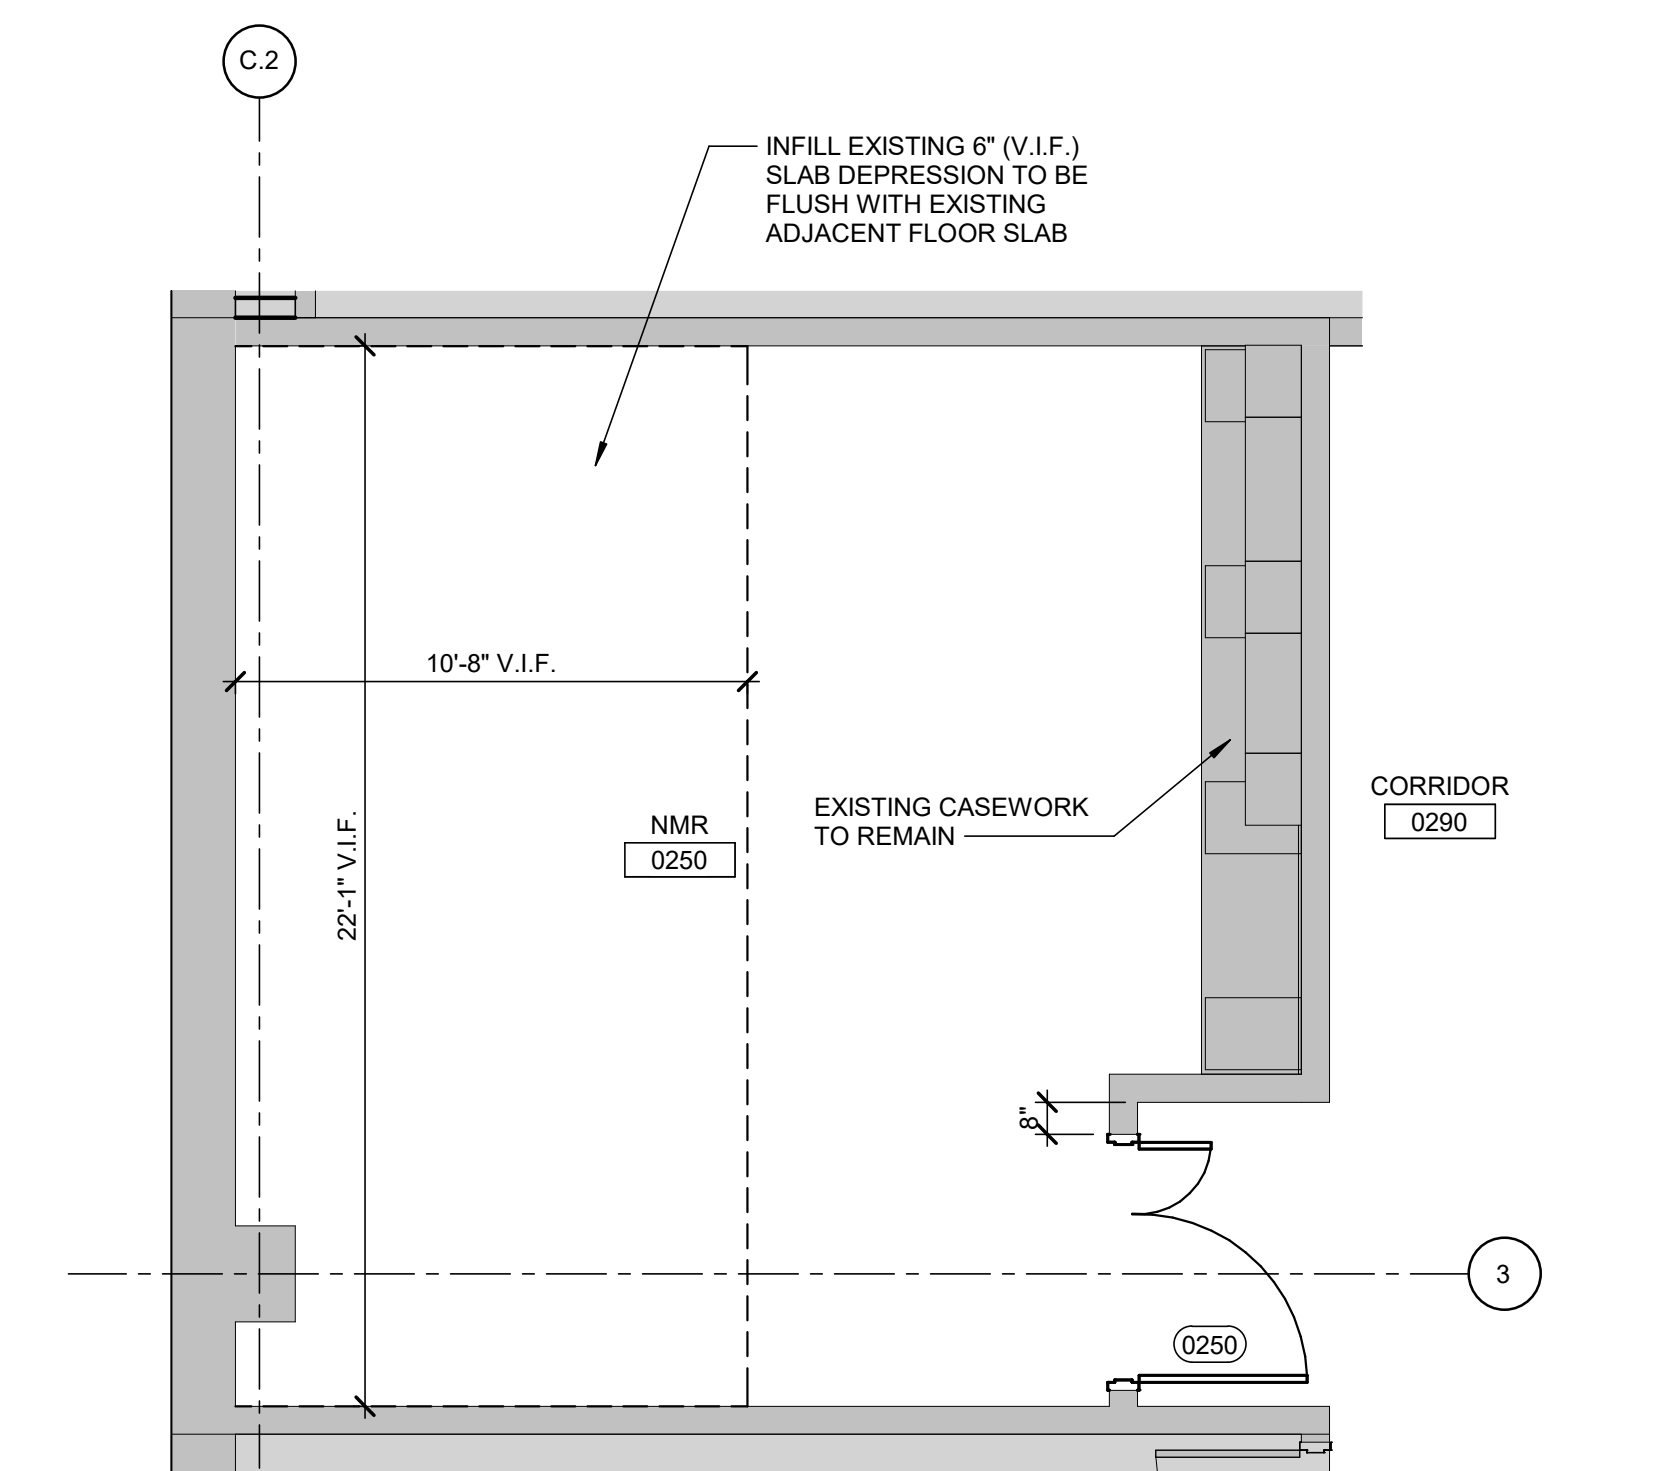 C.2
INFILL EXISTING 6" (V.I.F.)
SLAB DEPRESSION TO BE
FLUSH WITH EXISTING
ADJACENT FLOOR SLAB
10'-8" V.I.F.
22'-1" V.I.F.
NMR
0250
EXISTING CASEWORK
TO REMAIN
CORRIDOR
0290
8"
3
0250